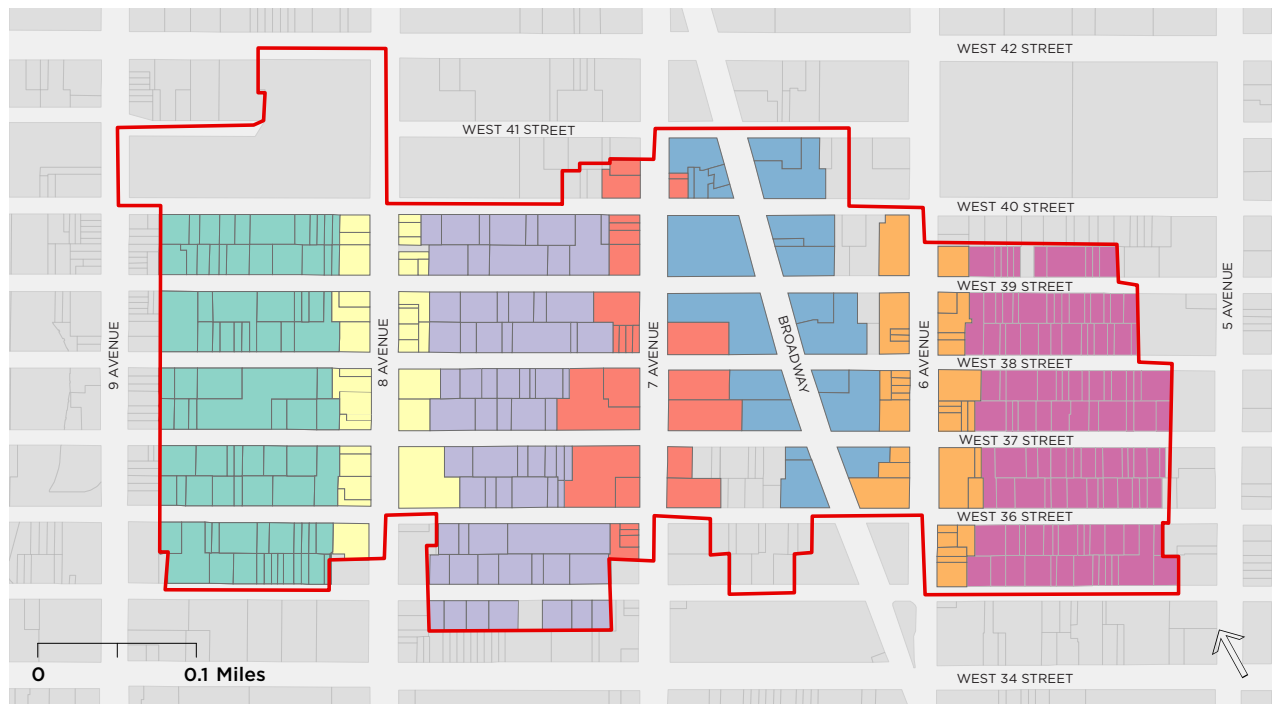 WEST 42 STREET
WEST 41 STREET
WEST 40 STREET
WEST 39 STREET
WEST 38 STREET
WEST 37 STREET
WEST 36 STREET
WEST 34 STREET
9 AVENUE
8 AVENUE
7 AVENUE
BROADWAY
6 AVENUE
5 AVENUE
0
0.1 Miles